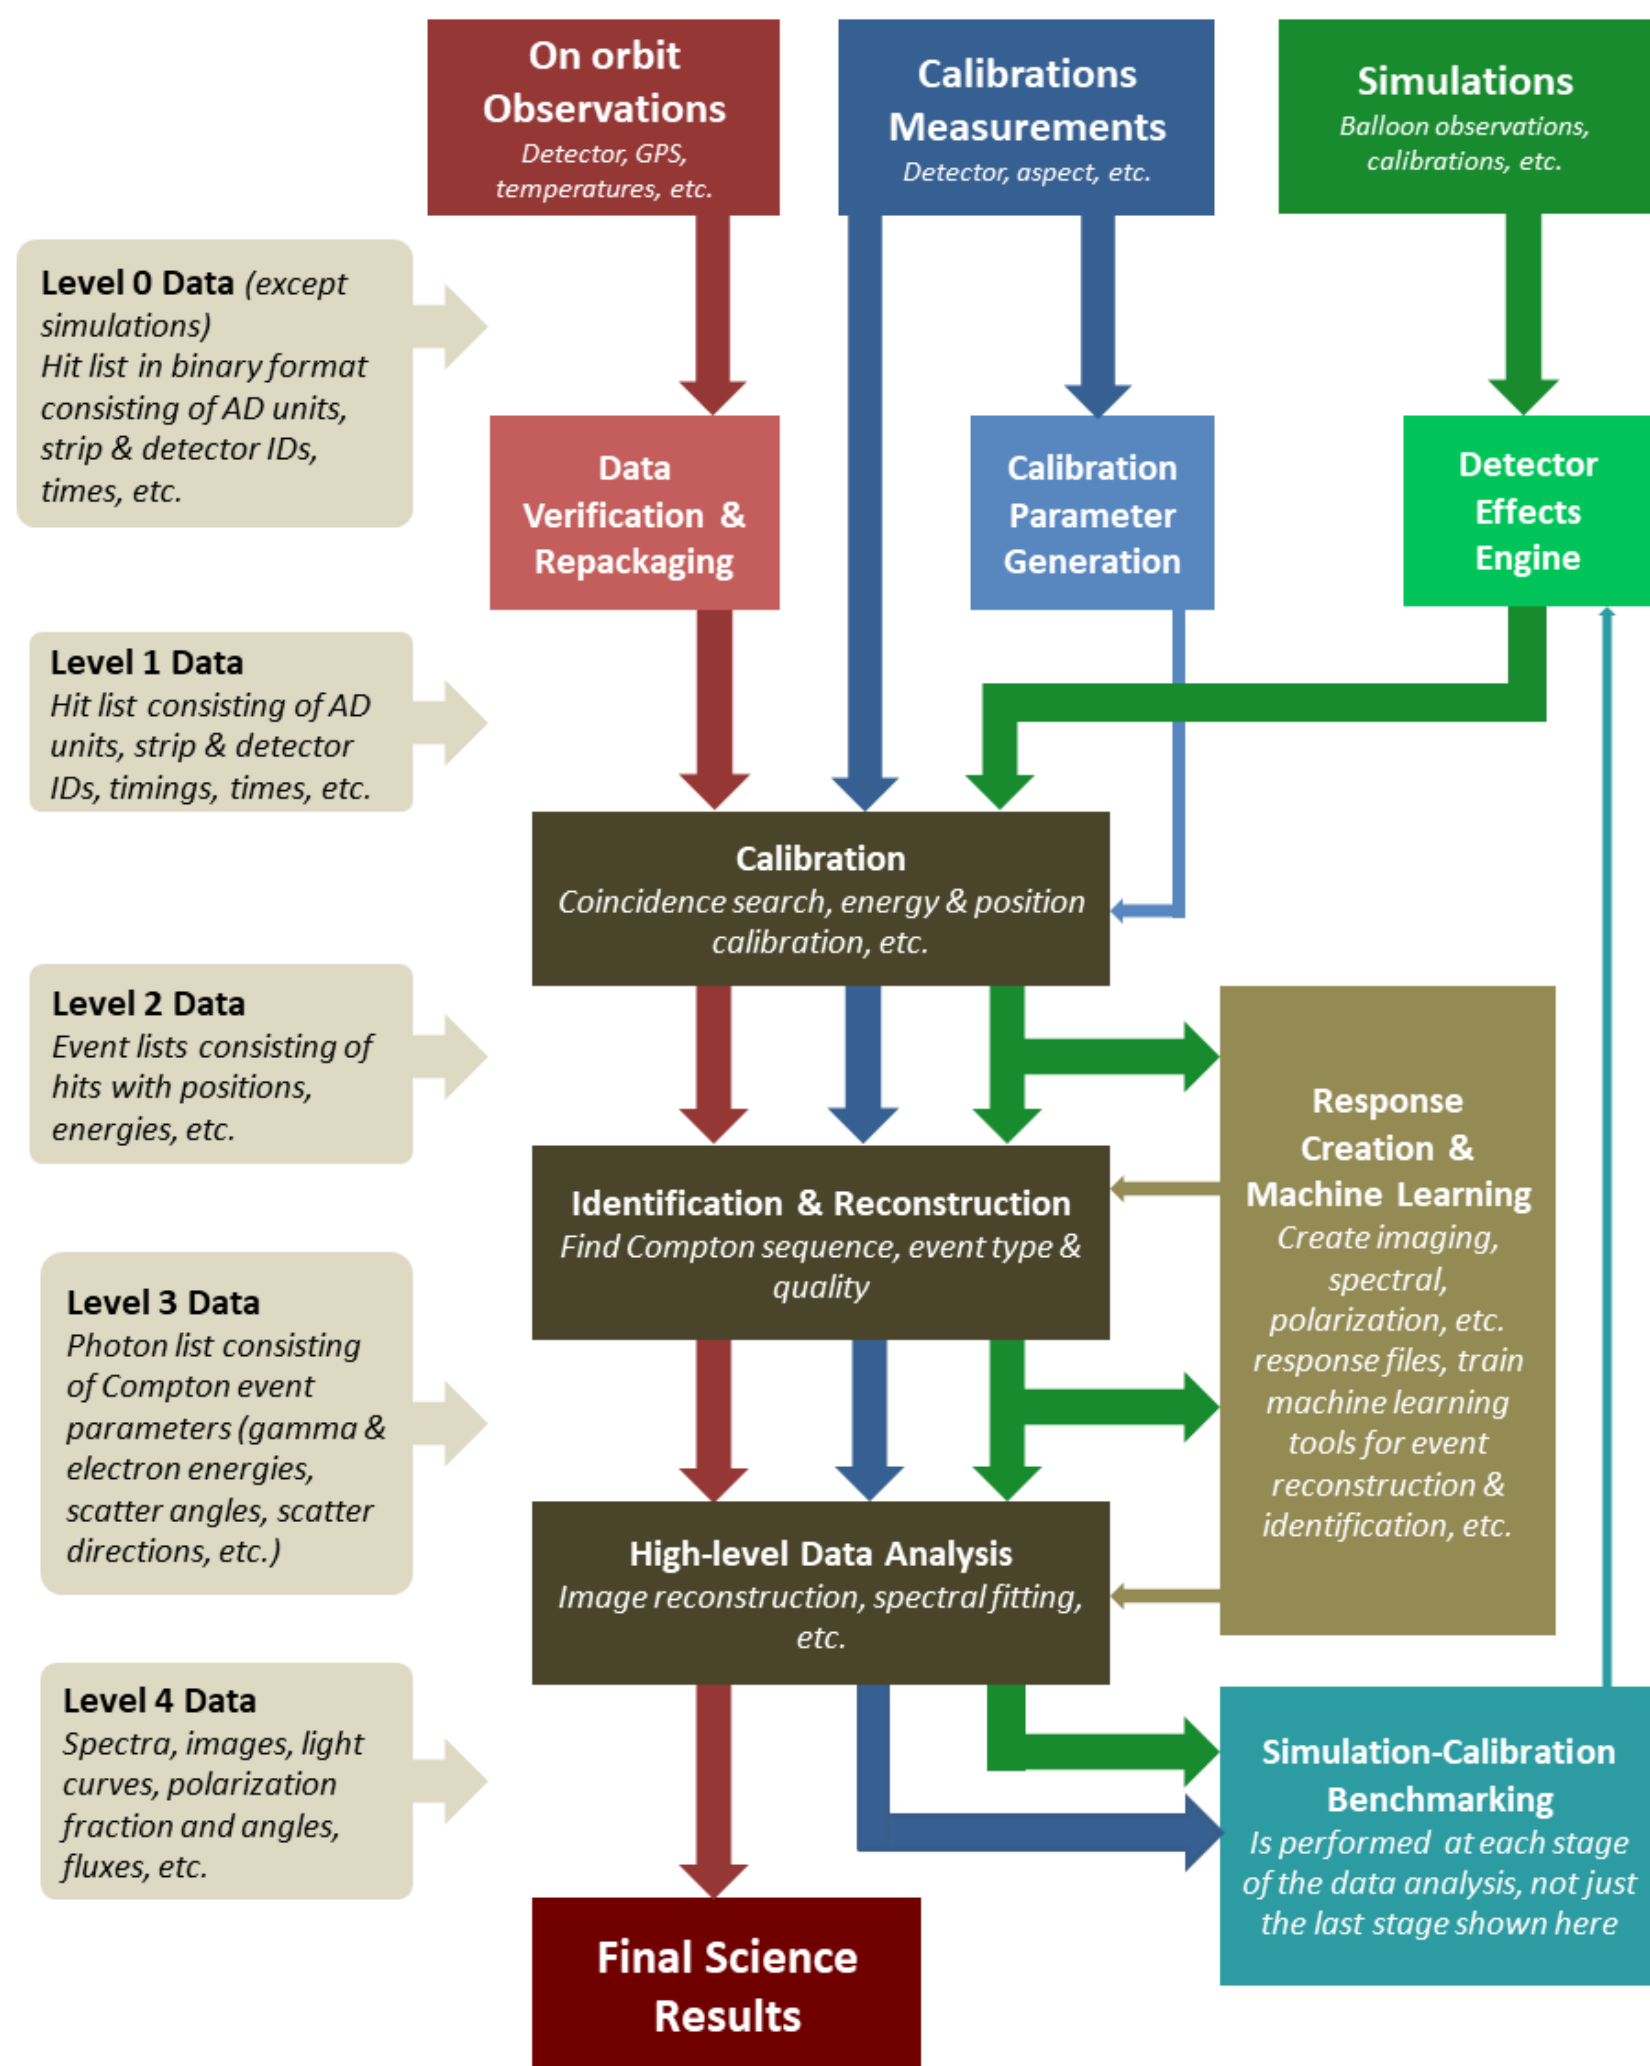 On orbit
Observations
Detector, GPS,
temperatures, etc.
Calibrations
Measurements
Detector, aspect, etc.
Simulations
Balloon observations,
calibrations, etc.
Level 0 Data (except
simulations)
Hit list in binary format
consisting of AD units,
strip & detector IDs,
times, etc.
Data
Verification &
Repackaging
Calibration
Parameter
Generation
Detector
Effects
Engine
Level 1 Data
Hit list consisting of AD
units, strip & detector
IDs, timings, times, etc.
Calibration
Coincidence search, energy & position
calibration, etc.
Level 2 Data
Event lists consisting of
hits with positions,
energies, etc.
Identification & Reconstruction
Find Compton sequence, event type &
quality
Response
Creation &
Machine Learning
Create imaging,
spectral,
polarization, etc.
response files, train
machine learning
tools for event
reconstruction &
identification, etc.
Level 3 Data
Photon list consisting
of Compton event
parameters (gamma &
electron energies,
scatter angles, scatter
directions, etc.)
High-level Data Analysis
Image reconstruction, spectral fitting,
etc.
Level 4 Data
Spectra, images, light
curves, polarization
fraction and angles,
fluxes, etc.
Simulation-Calibration
Benchmarking
Is performed at each stage
of the data analysis, not just
the last stage shown here
Final Science
Results